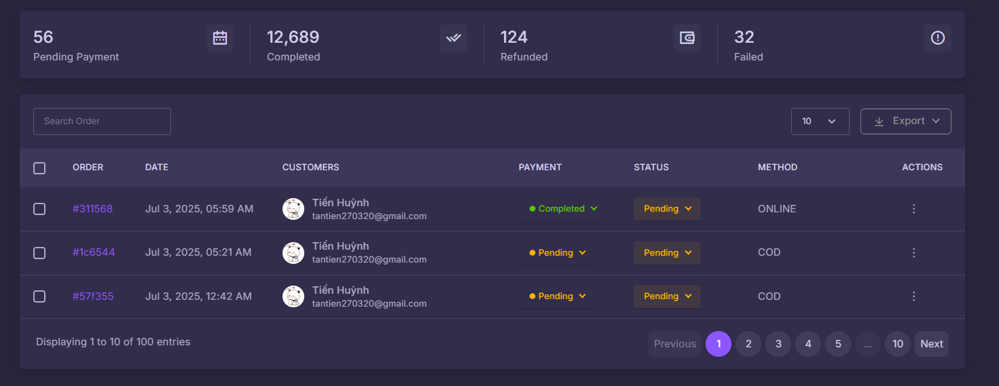 56 12,689 124 32
Pending Payment Completed Refunded Failed
Search Order 10 Export
ORDER DATE CUSTOMERS PAYMENT STATUS METHOD ACTIONS
#311568 Jul 3, 2025, 05:59 AM Tiến Huỳnh Completed Pending ONLINE
tantien270320@gmail.com
#1c6544 Jul 3, 2025, 05:21 AM Tiến Huỳnh Pending Pending COD
tantien270320@gmail.com
#57f355 Jul 3, 2025, 12:42 AM Tiến Huỳnh Pending Pending COD
tantien270320@gmail.com
Displaying 1 to 10 of 100 entries Previous 1 2 3 4 5 ... 10 Next